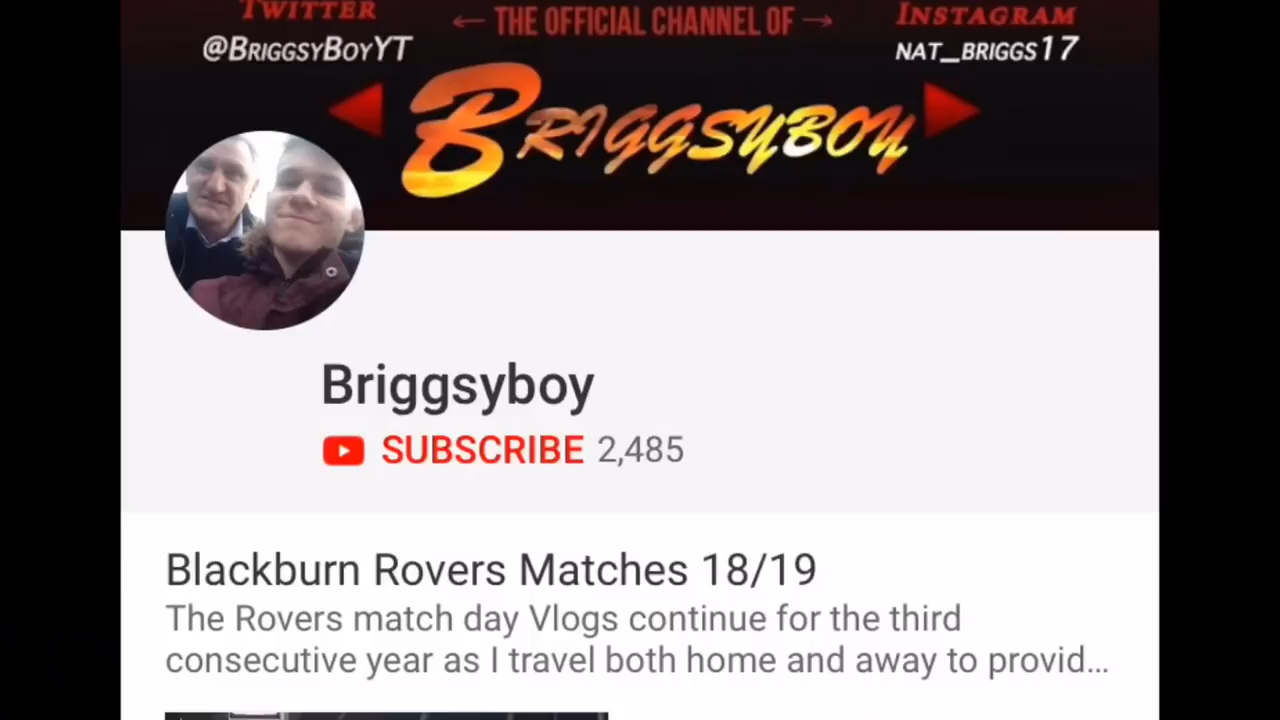 TWITTER
THE OFFICIAL CHANNEL OF
INSTAGRAM
@BRIGGSYBOYYT
NAT_BRIGGS17
BRIGGSYBOY
Briggsyboy
SUBSCRIBE 2,485
Blackburn Rovers Matches 18/19
The Rovers match day Vlogs continue for the third
consecutive year as I travel both home and away to provid...